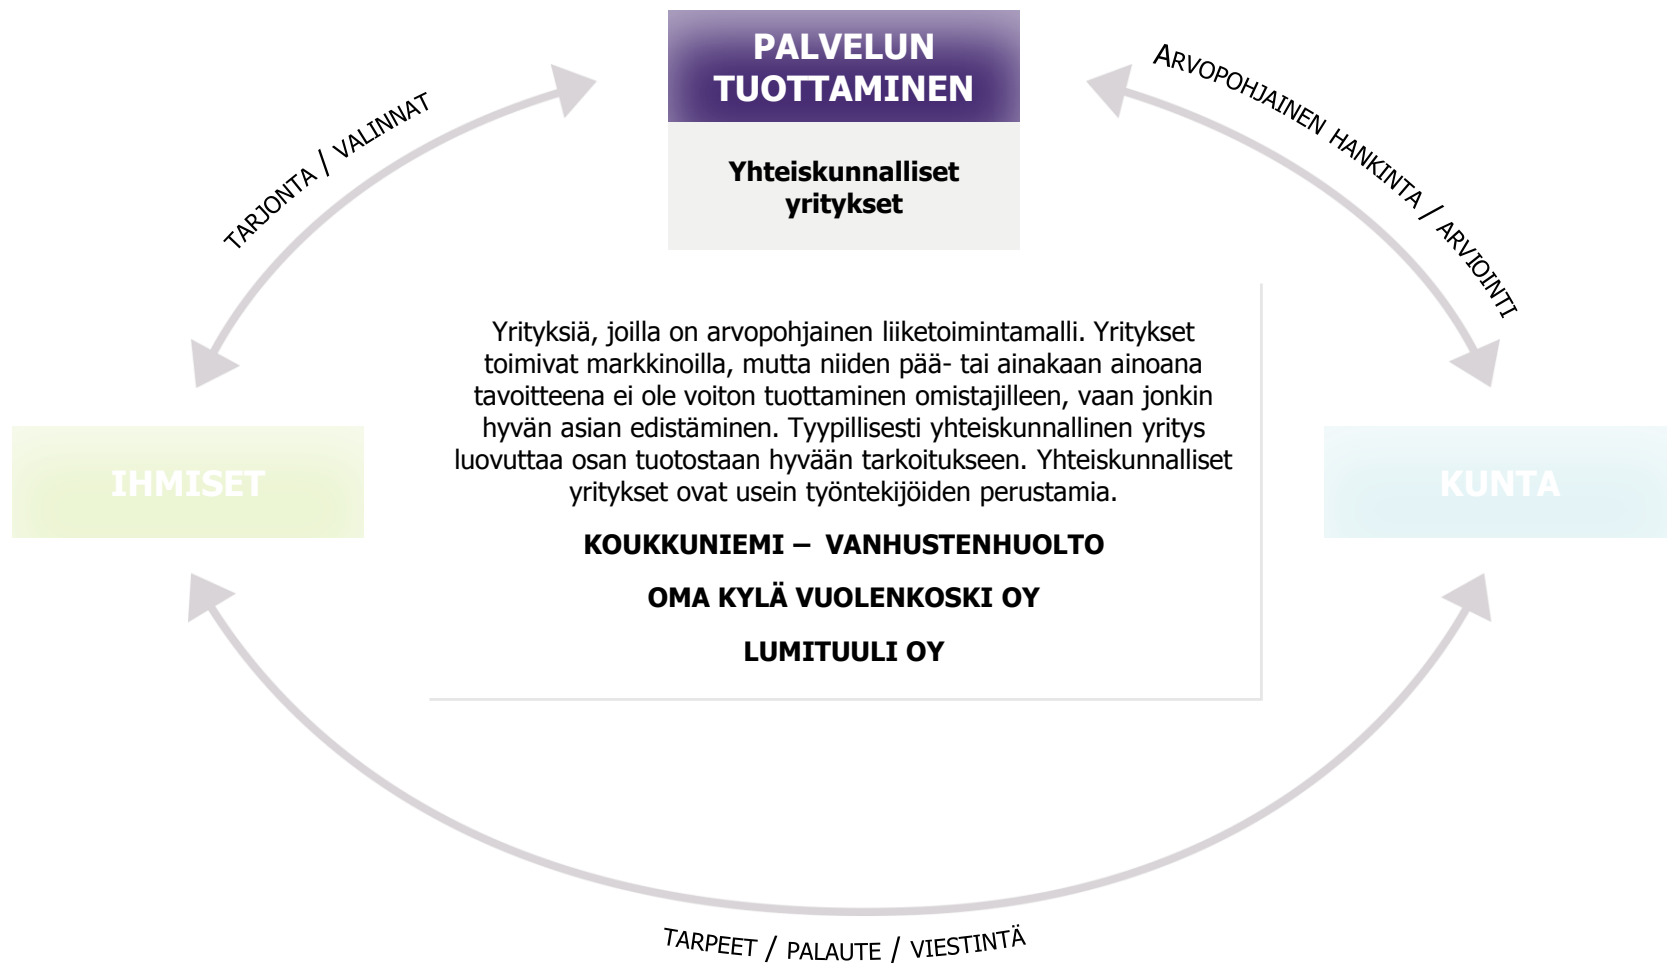 PALVELUN
TUOTTAMINEN
Yhteiskunnalliset
yritykset
TARJONTA / VALINNAT
ARVOPOHJAINEN HANKINTA / ARVIOINTI
Yrityksiä, joilla on arvopohjainen liiketoimintamalli. Yritykset
toimivat markkinoilla, mutta niiden pää- tai ainakaan ainoana
tavoitteena ei ole voiton tuottaminen omistajilleen, vaan jonkin
hyvän asian edistäminen. Tyypillisesti yhteiskunnallinen yritys
luovuttaa osan tuotostaan hyvään tarkoitukseen. Yhteiskunnalliset
yritykset ovat usein työntekijöiden perustamia.
KOUKKUNIEMI – VANHUSTENHUOLTO
OMA KYLÄ VUOLENKOSKI OY
LUMITUULI OY
IHMISET
KUNTA
TARPEET / PALAUTE / VIESTINTÄ